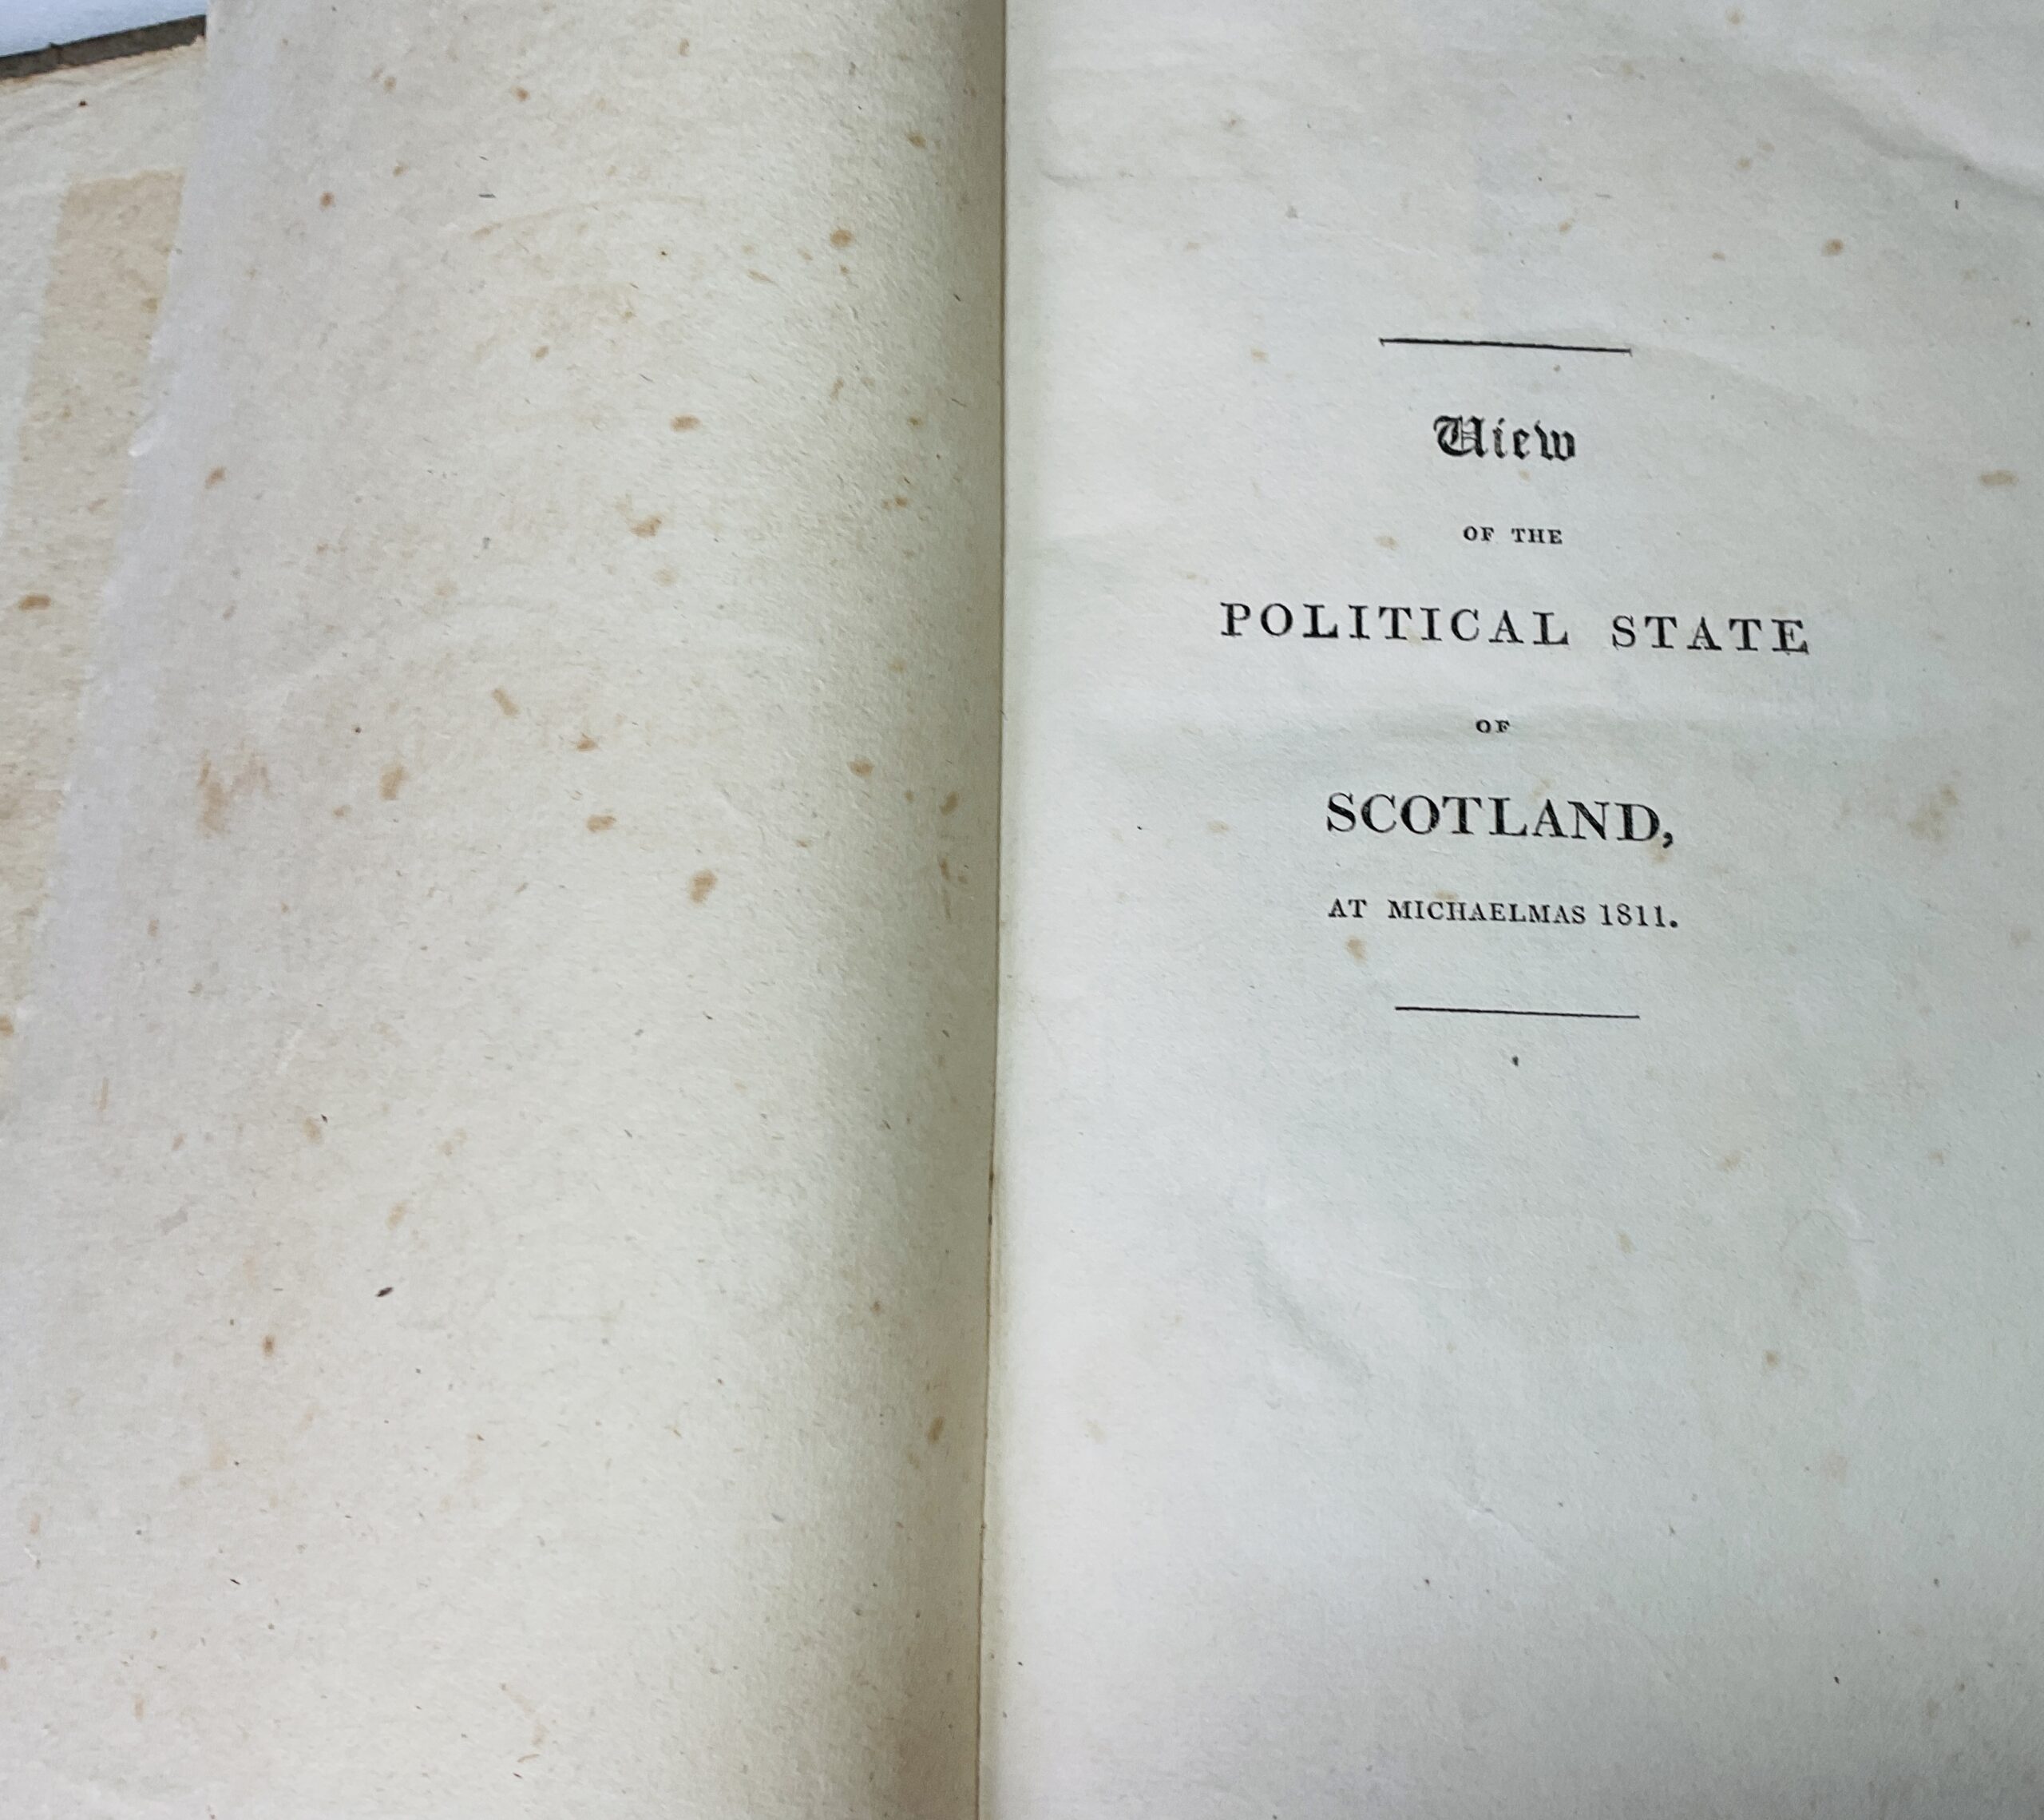 View
OF THE
POLITICAL STATE
OF
SCOTLAND,
AT MICHAELMAS 1811.